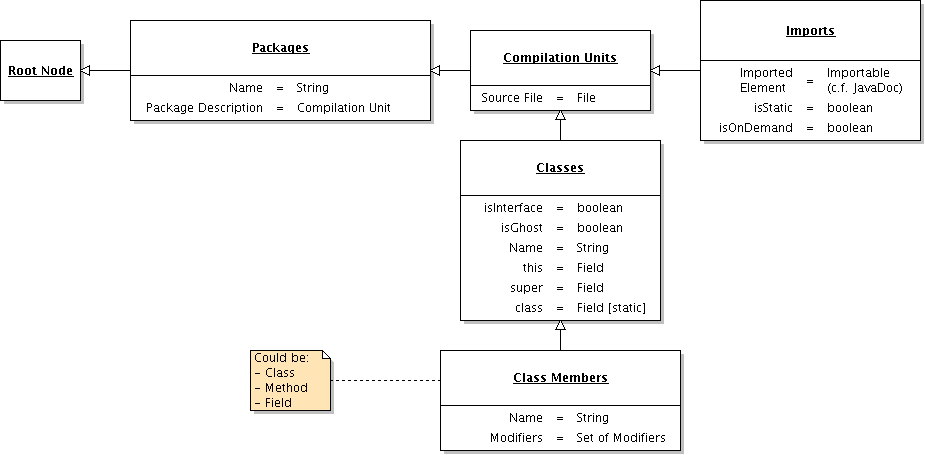 Root Node
Packages
Name = String
Package Description = Compilation Unit
Compilation Units
Source File = File
Imports
Imported Element = Importable (c.f. JavaDoc)
isStatic = boolean
isOnDemand = boolean
Classes
isInterface = boolean
isGhost = boolean
Name = String
this = Field
super = Field
class = Field [static]
Could be:
- Class
- Method
- Field
Class Members
Name = String
Modifiers = Set of Modifiers